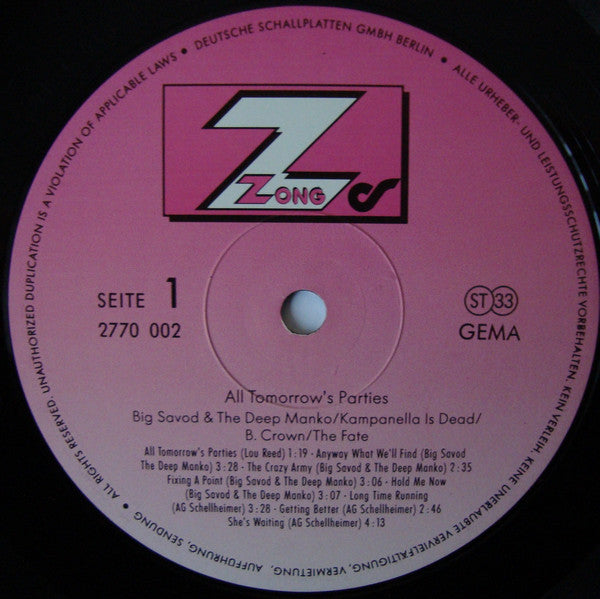 ALL RIGHTS RESERVED. UNAUTHORIZED DUPLICATION IS A VIOLATION OF APPLICABLE LAWS • DEUTSCHE SCHALLPLATTEN GMBH BERLIN • ALLE URHEBER- UND LEISTUNGSSCHUTZRECHTE VORBEHALTEN. KEIN VERLEIH, KEINE UNERLAUBTE VERVIELFÄLTIGUNG, VERMIETUNG, AUFFÜHRUNG, SENDUNG •
Z
ZONG
SEITE 1
2770 002
ST 33
GEMA
All Tomorrow's Parties
Big Savod & The Deep Manko/Kampanella Is Dead/
B. Crown/The Fate
All Tomorrow's Parties (Lou Reed) 1:19 · Anyway What We'll Find (Big Savod
The Deep Manko) 3:28 · The Crazy Army (Big Savod & The Deep Manko) 2:35
Fixing A Point (Big Savod & The Deep Manko) 3:06 · Hold Me Now
(Big Savod & The Deep Manko) 3:07 · Long Time Running
(AG Schellheimer) 3:28 · Getting Better (AG Schellheimer) 2:46
She's Waiting (AG Schellheimer) 4:13